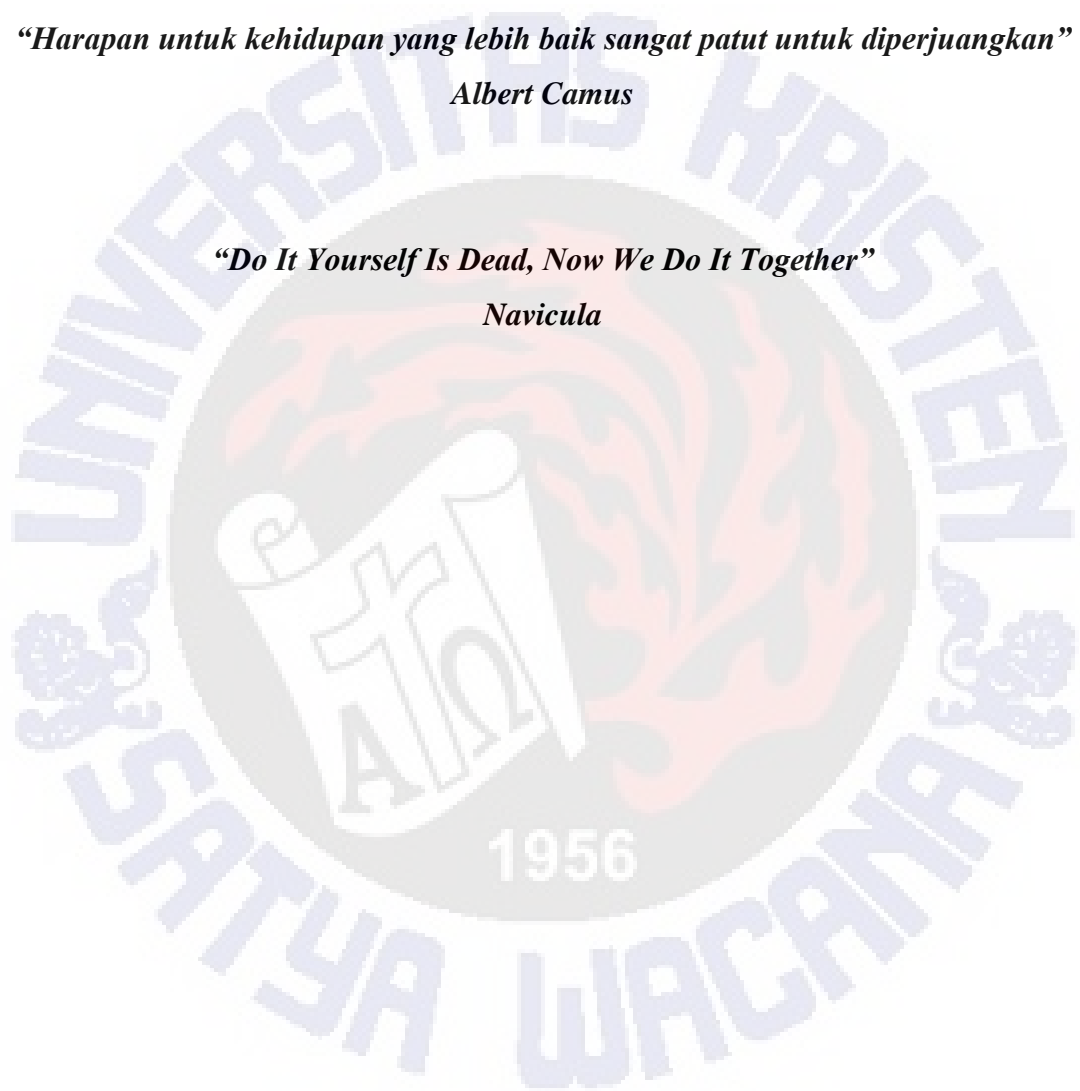 “Harapan untuk kehidupan yang lebih baik sangat patut untuk diperjuangkan”
Albert Camus
“Do It Yourself Is Dead, Now We Do It Together”
Navicula
UNIVERSITAS KRISTEN
ΑΩ
1956
SATYA WACANA